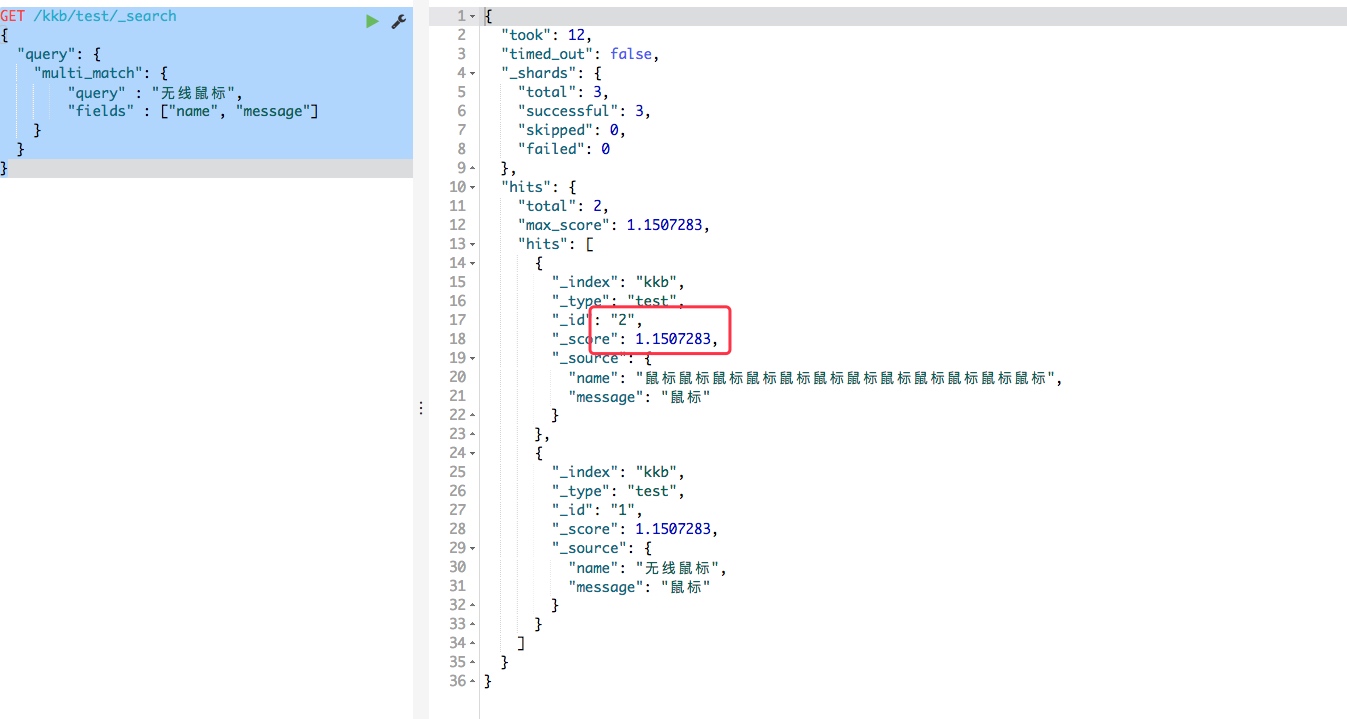 GET /kkb/test/_search
{
"query": {
"multi_match": {
"query" : "无线鼠标",
"fields" : ["name", "message"]
}
}
}
1 {
2 "took": 12,
3 "timed_out": false,
4 "_shards": {
5 "total": 3,
6 "successful": 3,
7 "skipped": 0,
8 "failed": 0
9 },
10 "hits": {
11 "total": 2,
12 "max_score": 1.1507283,
13 "hits": [
14 {
15 "_index": "kkb",
16 "_type": "test",
17 "_id": "2",
18 "_score": 1.1507283,
19 "_source": {
20 "name": "鼠标鼠标鼠标鼠标鼠标鼠标鼠标鼠标鼠标鼠标鼠标鼠标",
21 "message": "鼠标"
22 }
23 },
24 {
25 "_index": "kkb",
26 "_type": "test",
27 "_id": "1",
28 "_score": 1.1507283,
29 "_source": {
30 "name": "无线鼠标",
31 "message": "鼠标"
32 }
33 }
34 ]
35 }
36 }